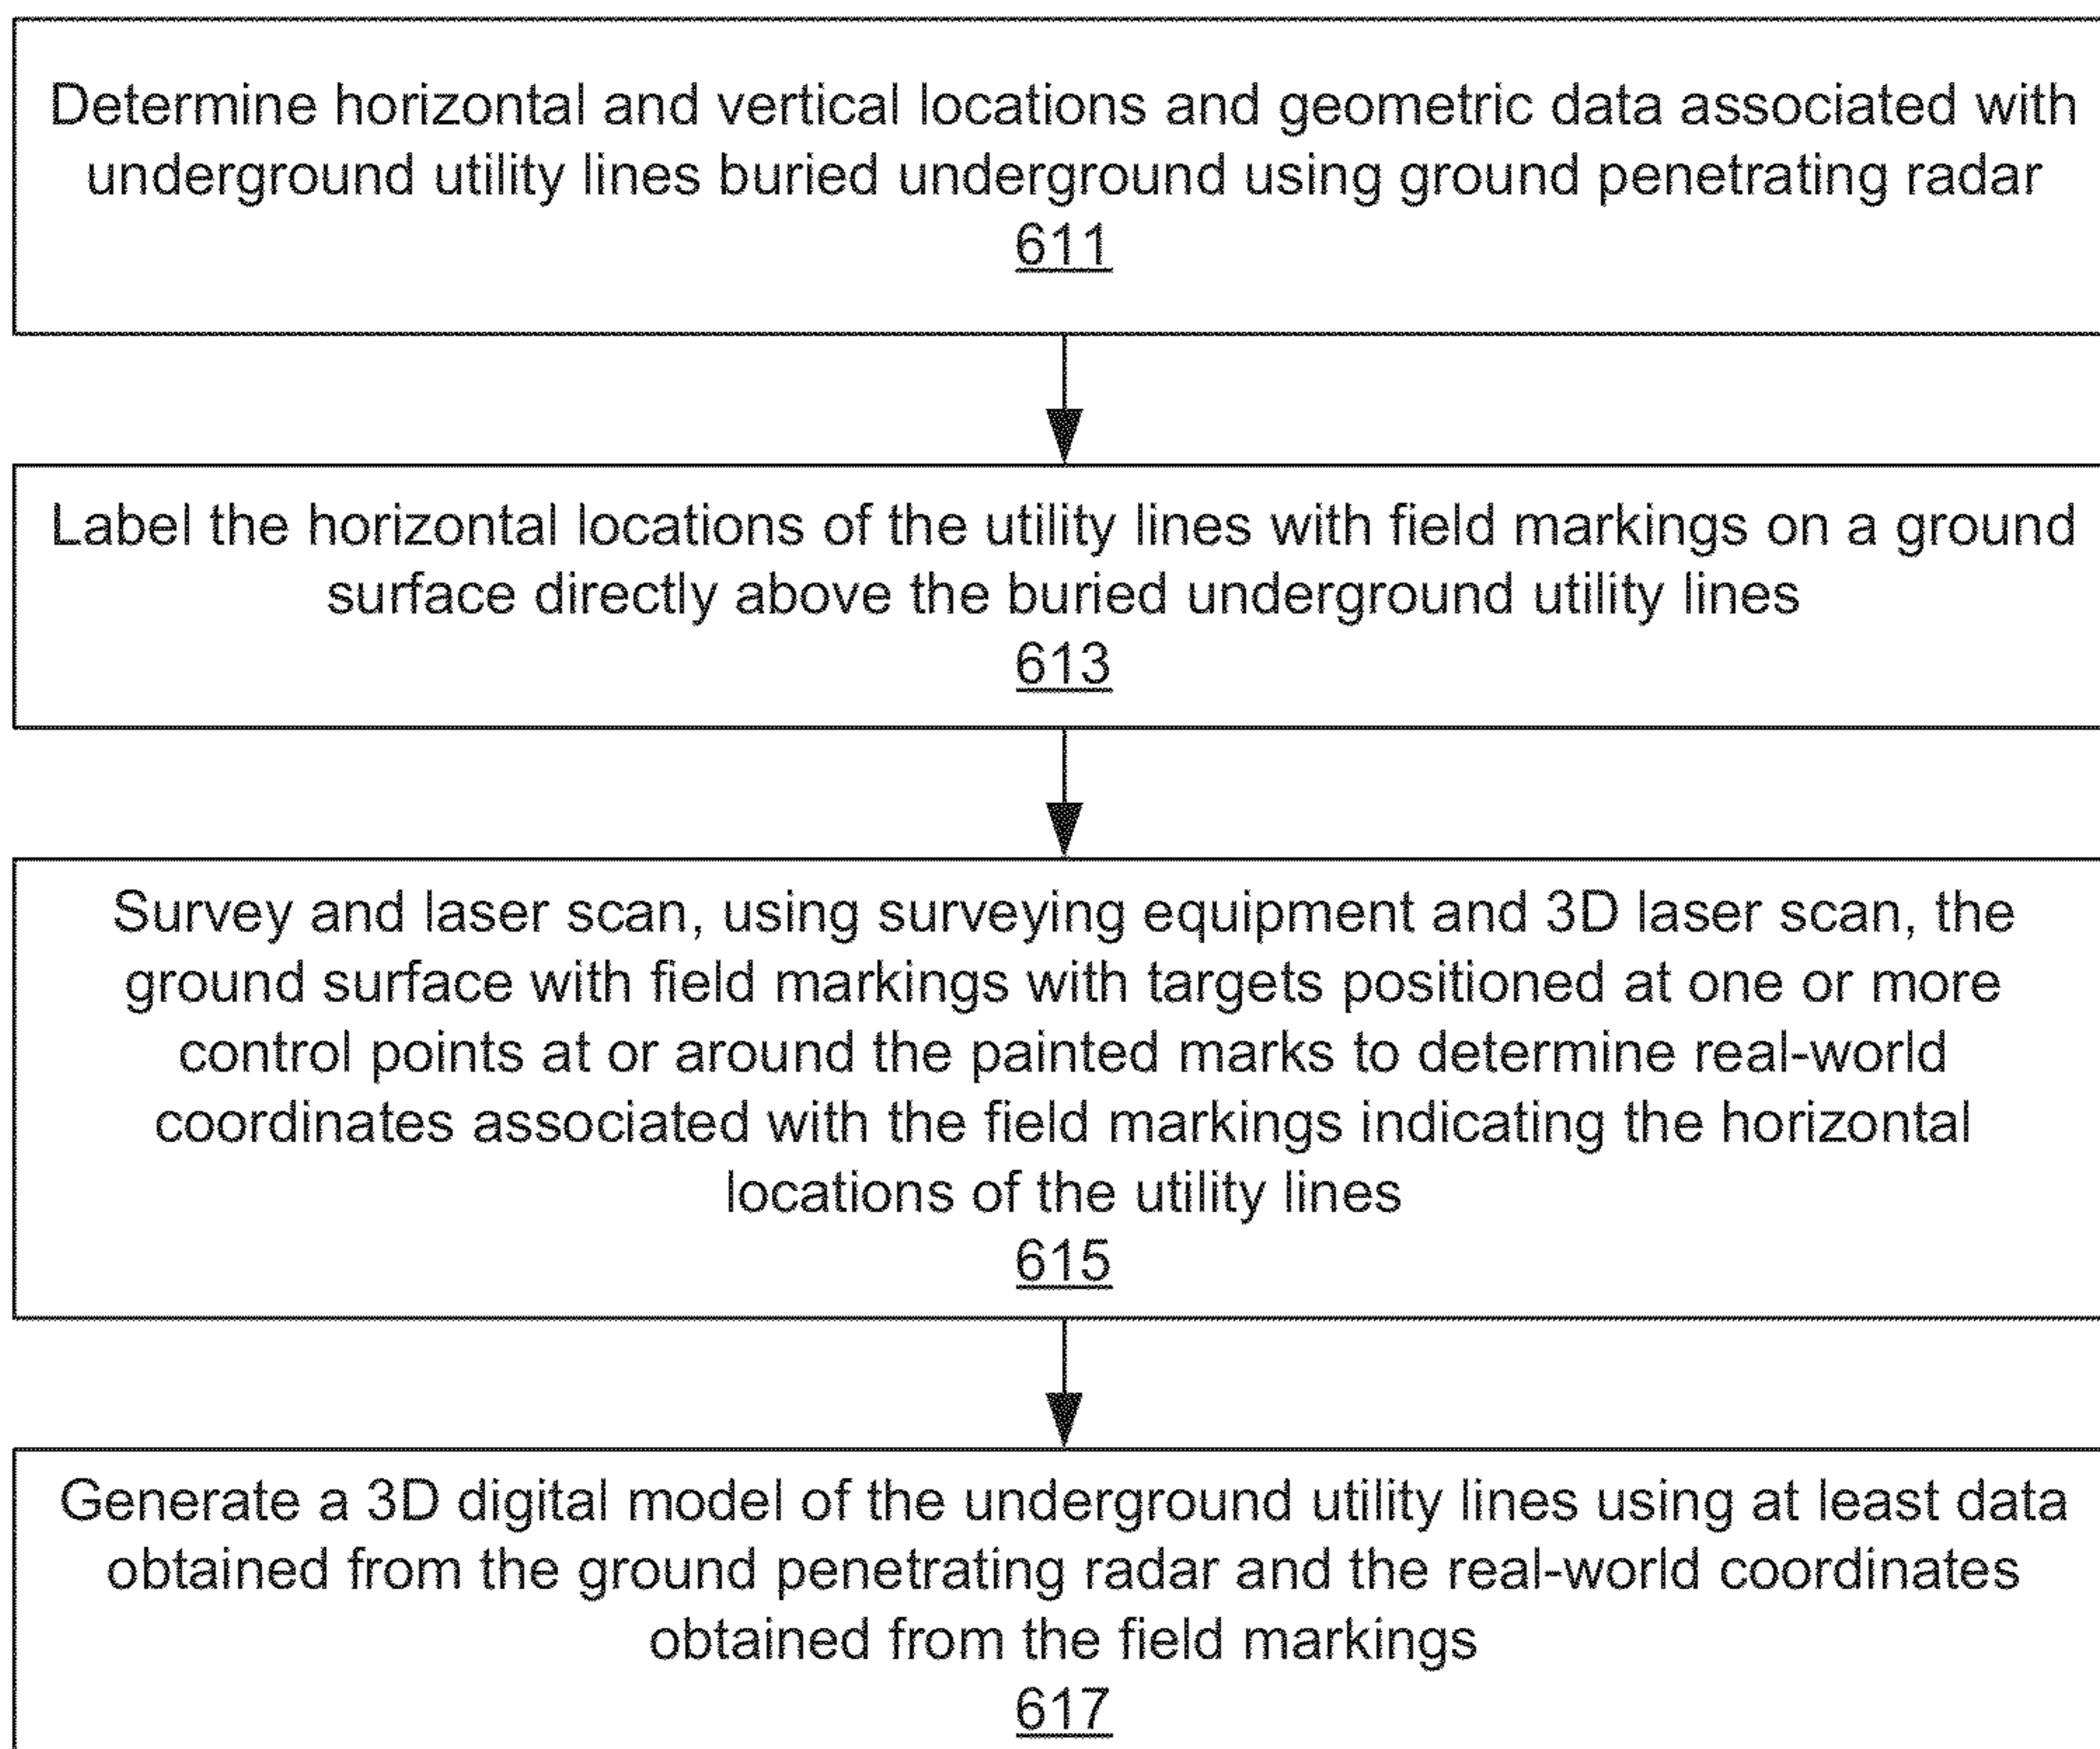 Determine horizontal and vertical locations and geometric data associated with
underground utility lines buried underground using ground penetrating radar
611
Label the horizontal locations of the utility lines with field markings on a ground
surface directly above the buried underground utility lines
613
Survey and laser scan, using surveying equipment and 3D laser scan, the
ground surface with field markings with targets positioned at one or more
control points at or around the painted marks to determine real-world
coordinates associated with the field markings indicating the horizontal
locations of the utility lines
615
Generate a 3D digital model of the underground utility lines using at least data
obtained from the ground penetrating radar and the real-world coordinates
obtained from the field markings
617